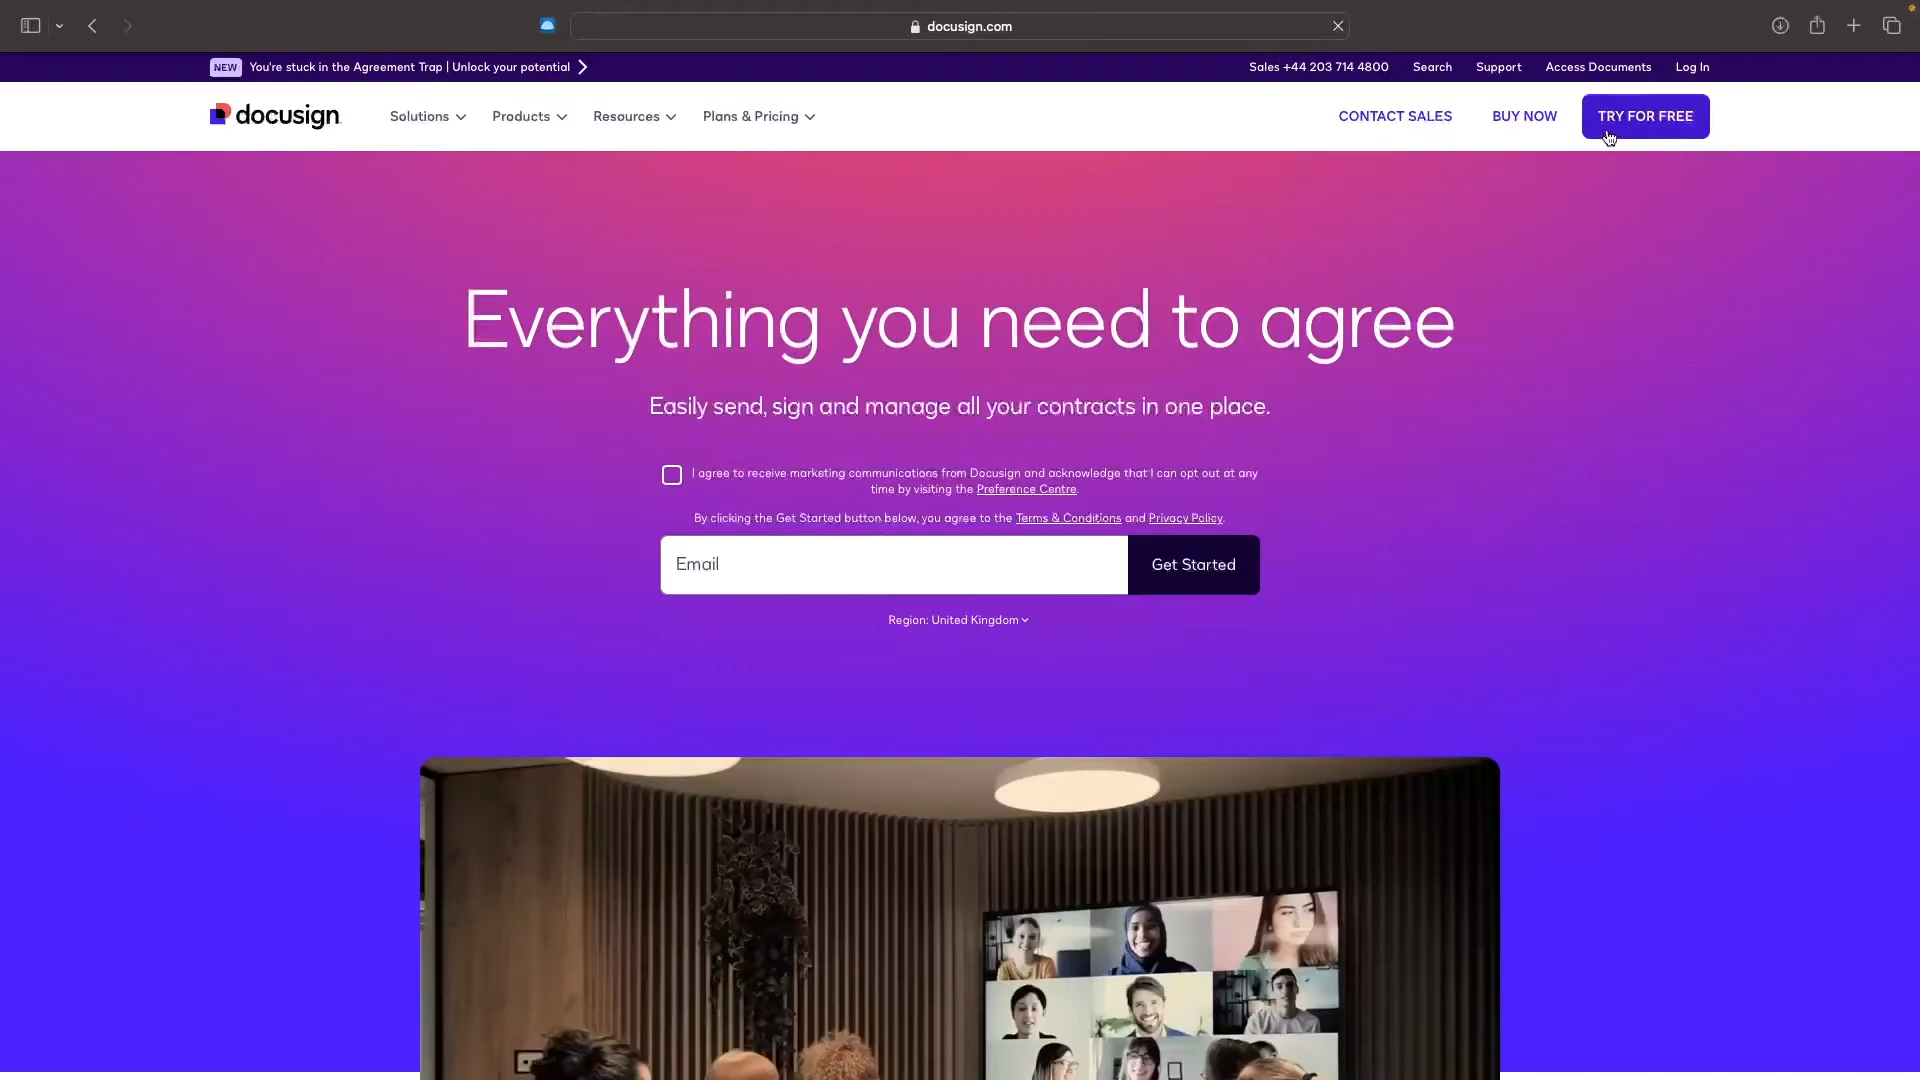 docusign.com
NEW You're stuck in the Agreement Trap | Unlock your potential
Sales +44 203 714 4800 Search Support Access Documents Log In
docusign Solutions Products Resources Plans & Pricing CONTACT SALES BUY NOW TRY FOR FREE
Everything you need to agree
Easily send, sign and manage all your contracts in one place.
I agree to receive marketing communications from Docusign and acknowledge that I can opt out at any
time by visiting the Preference Centre.
By clicking the Get Started button below, you agree to the Terms & Conditions and Privacy Policy.
Email Get Started
Region: United Kingdom